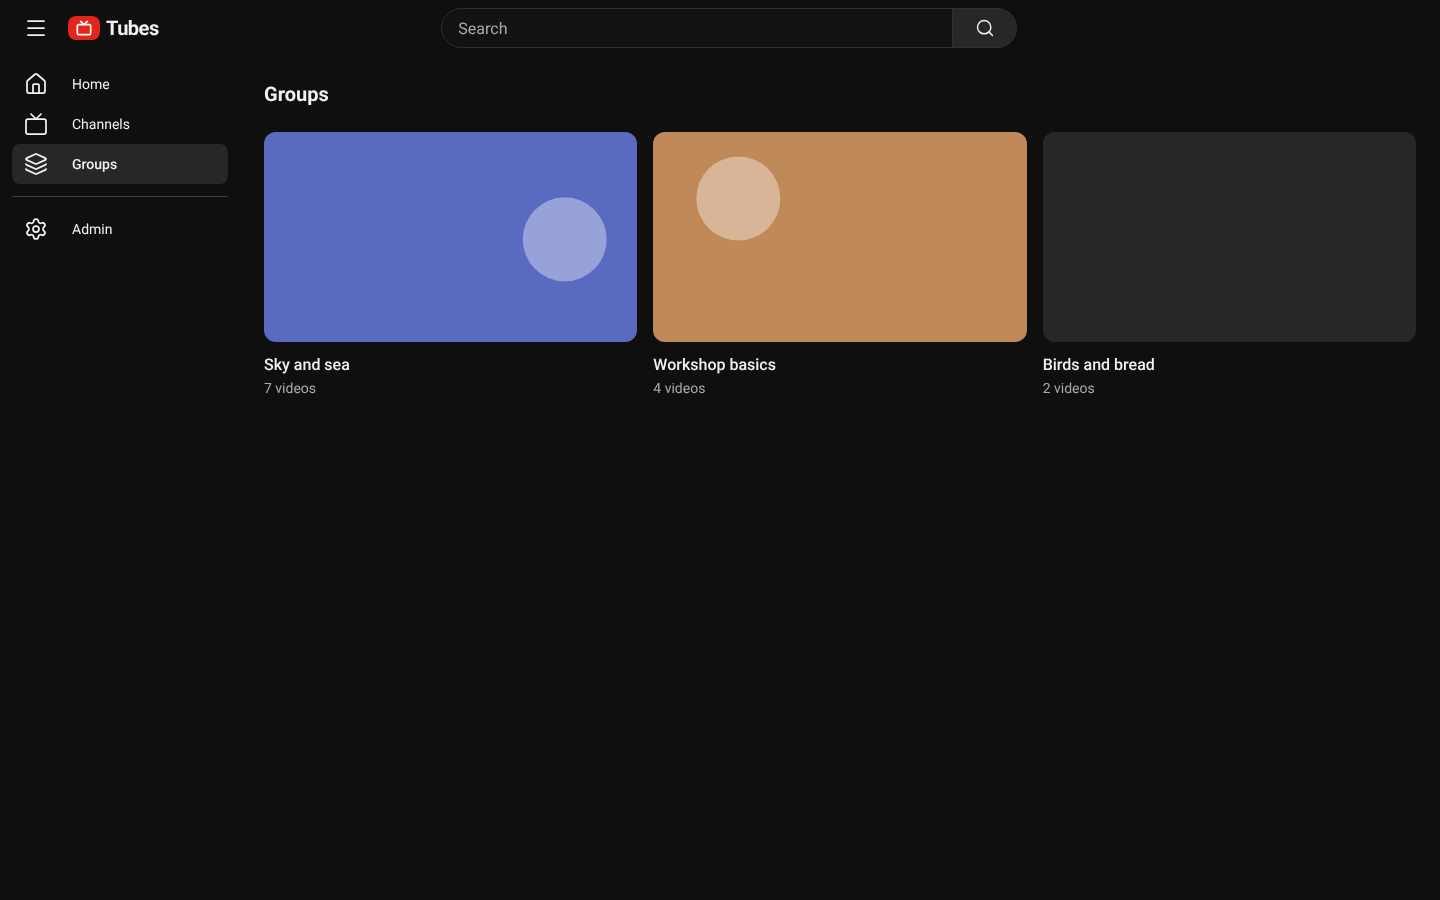 Tubes
Search
Home
Channels
Groups
Admin
Groups
Sky and sea
7 videos
Workshop basics
4 videos
Birds and bread
2 videos